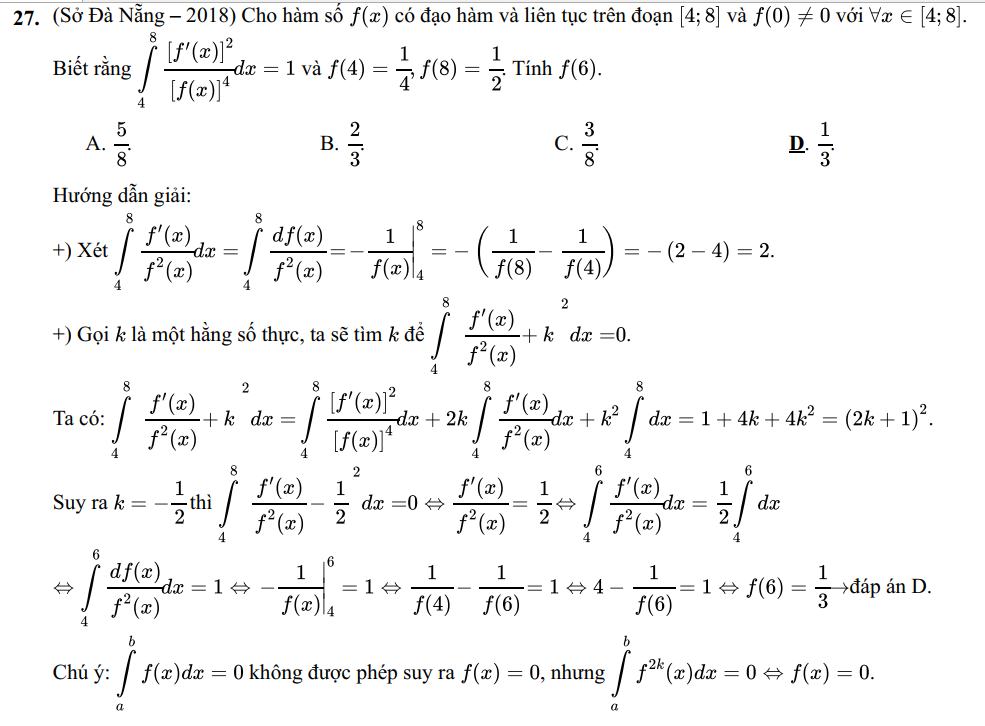 27. (Sở Đà Nẵng – 2018) Cho hàm số f(x) có đạo hàm và liên tục trên đoạn [4; 8] và f(0) ≠ 0 với ∀x ∈ [4; 8].
Biết rằng ∫_4^8 [f′(x)]^2/[f(x)]^4 dx = 1 và f(4) = 1/4, f(8) = 1/2. Tính f(6).
A. 5/8. B. 2/3. C. 3/8. D. 1/3.
Hướng dẫn giải:
+) Xét ∫_4^8 f′(x)/f^2(x) dx = ∫_4^8 df(x)/f^2(x) = −1/f(x)|_4^8 = −(1/f(8) − 1/f(4)) = −(2 − 4) = 2.
+) Gọi k là một hằng số thực, ta sẽ tìm k để ∫_4^8 f′(x)/f^2(x) + k ^2 dx =0.
Ta có: ∫_4^8 f′(x)/f^2(x) + k ^2 dx = ∫_4^8 [f′(x)]^2/[f(x)]^4 dx + 2k ∫_4^8 f′(x)/f^2(x) dx + k^2 ∫_4^8 dx = 1 + 4k + 4k^2 = (2k + 1)^2.
Suy ra k = −1/2 thì ∫_4^8 f′(x)/f^2(x) − 1/2 ^2 dx =0 ⇔ f′(x)/f^2(x) = 1/2 ⇔ ∫_4^6 f′(x)/f^2(x) dx = 1/2 ∫_4^6 dx
⇔ ∫_4^6 df(x)/f^2(x) dx = 1 ⇔ −1/f(x)|_4^6 = 1 ⇔ 1/f(4) − 1/f(6) = 1 ⇔ 4 − 1/f(6) = 1 ⇔ f(6) = 1/3 →đáp án D.
Chú ý: ∫_a^b f(x)dx = 0 không được phép suy ra f(x) = 0, nhưng ∫_a^b f^{2k}(x)dx = 0 ⇔ f(x) = 0.